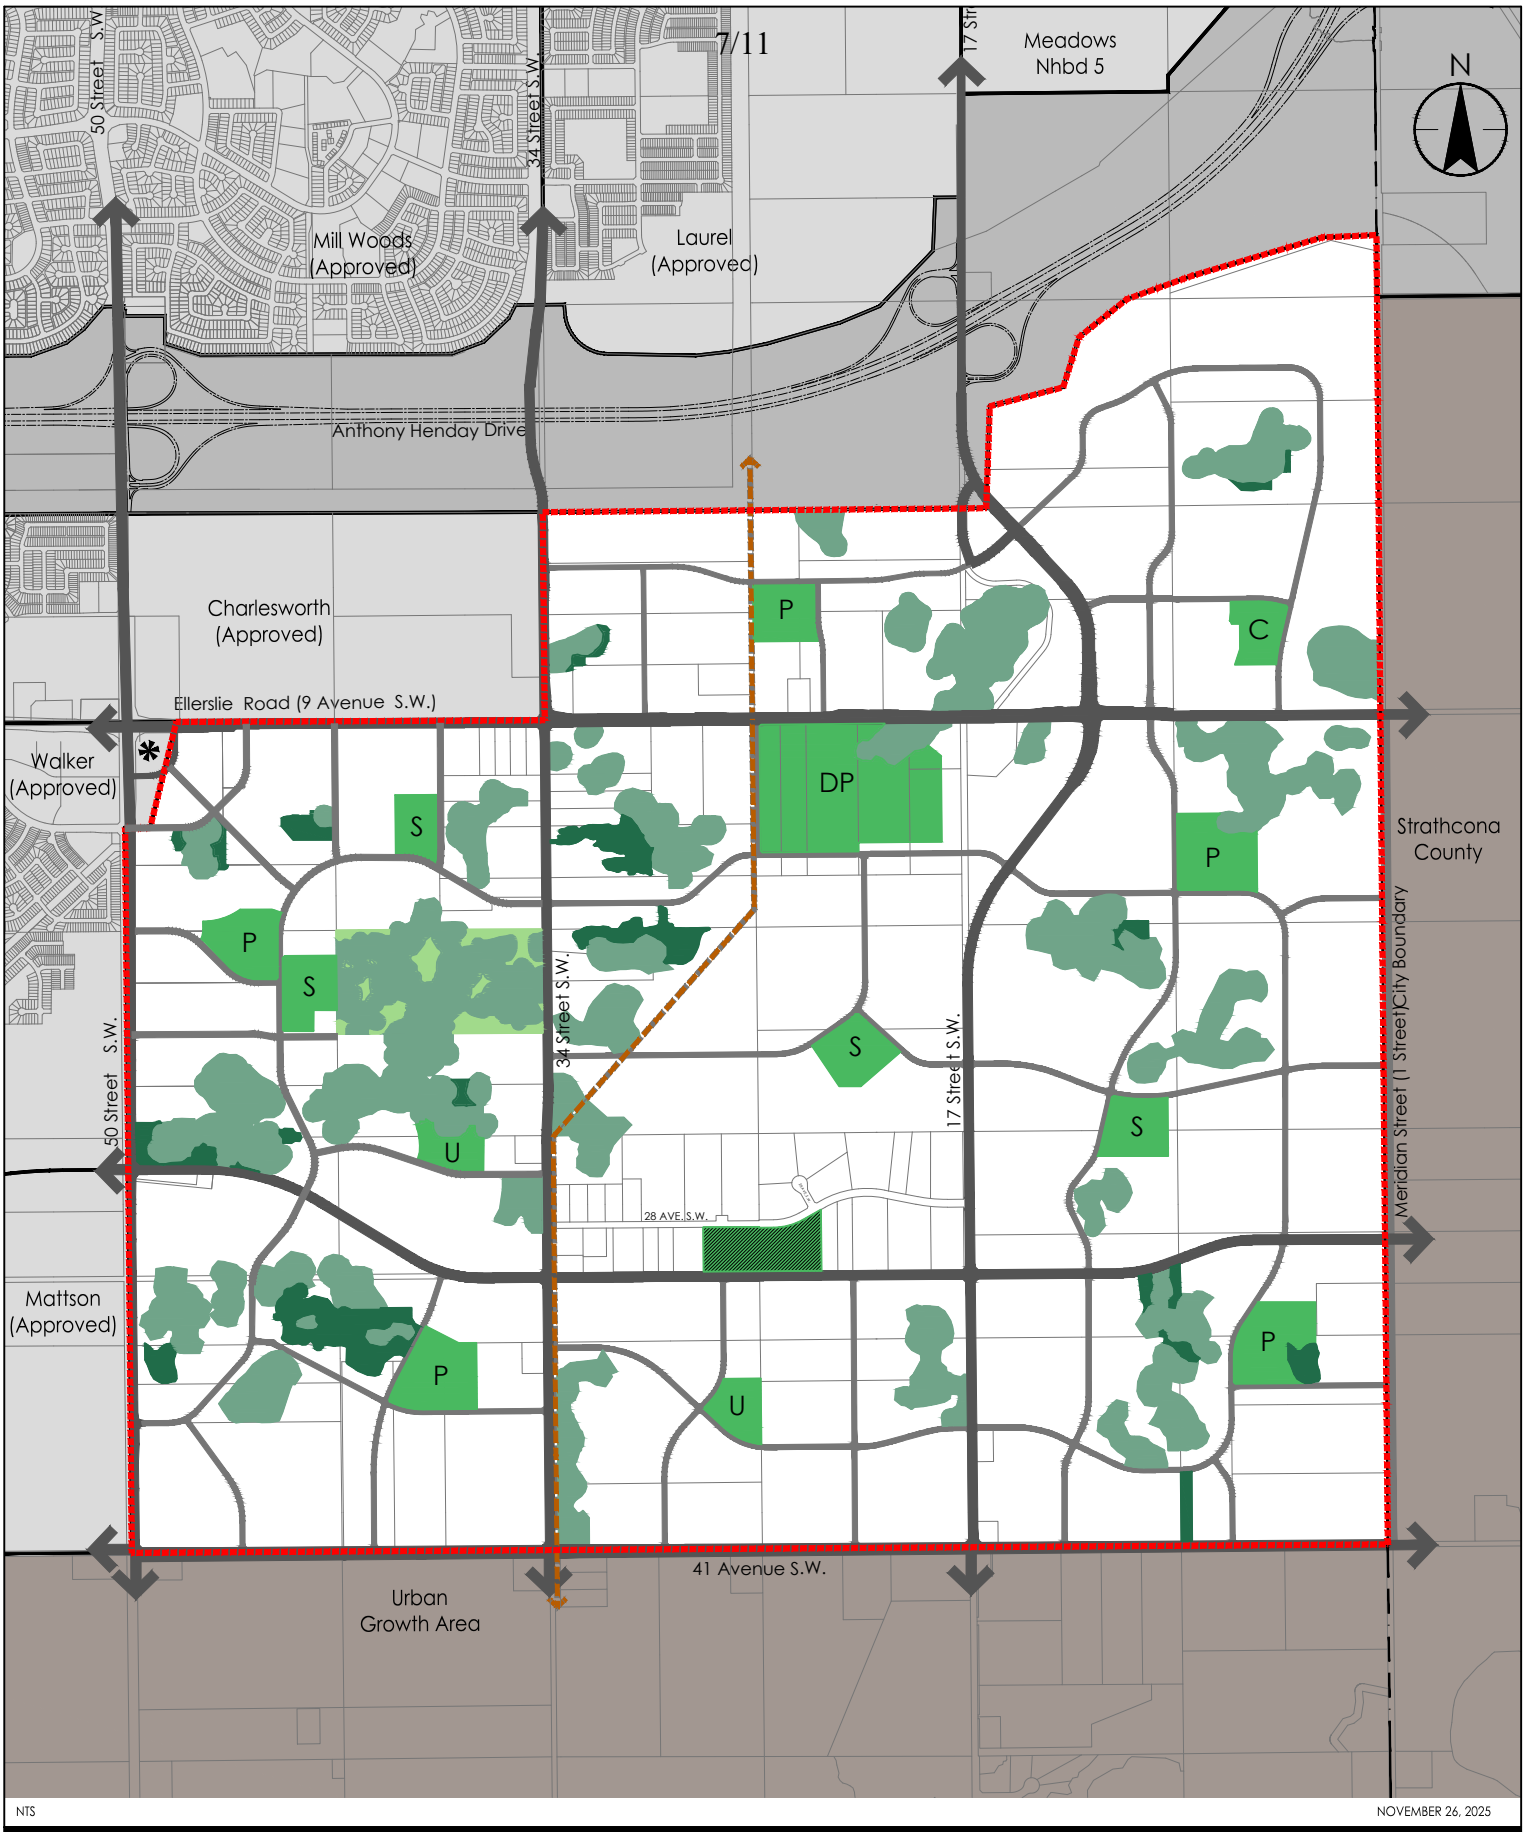 50 Street S.W.
34 Street S.W.
7/11
17 Str
Meadows
Nhbd 5
N
Mill Woods
(Approved)
Laurel
(Approved)
Anthony Henday Drive
Charlesworth
(Approved)
P
C
Ellerslie Road (9 Avenue S.W.)
*
Walker
(Approved)
DP
S
P
Strathcona
County
P
S
34 Street S.W.
50 Street S.W.
S
17 Street S.W.
Meridian Street (1 Street)City Boundary
S
U
28 AVE. S.W.
Mattson
(Approved)
P
P
U
41 Avenue S.W.
Urban
Growth Area
NTS
NOVEMBER 26, 2025